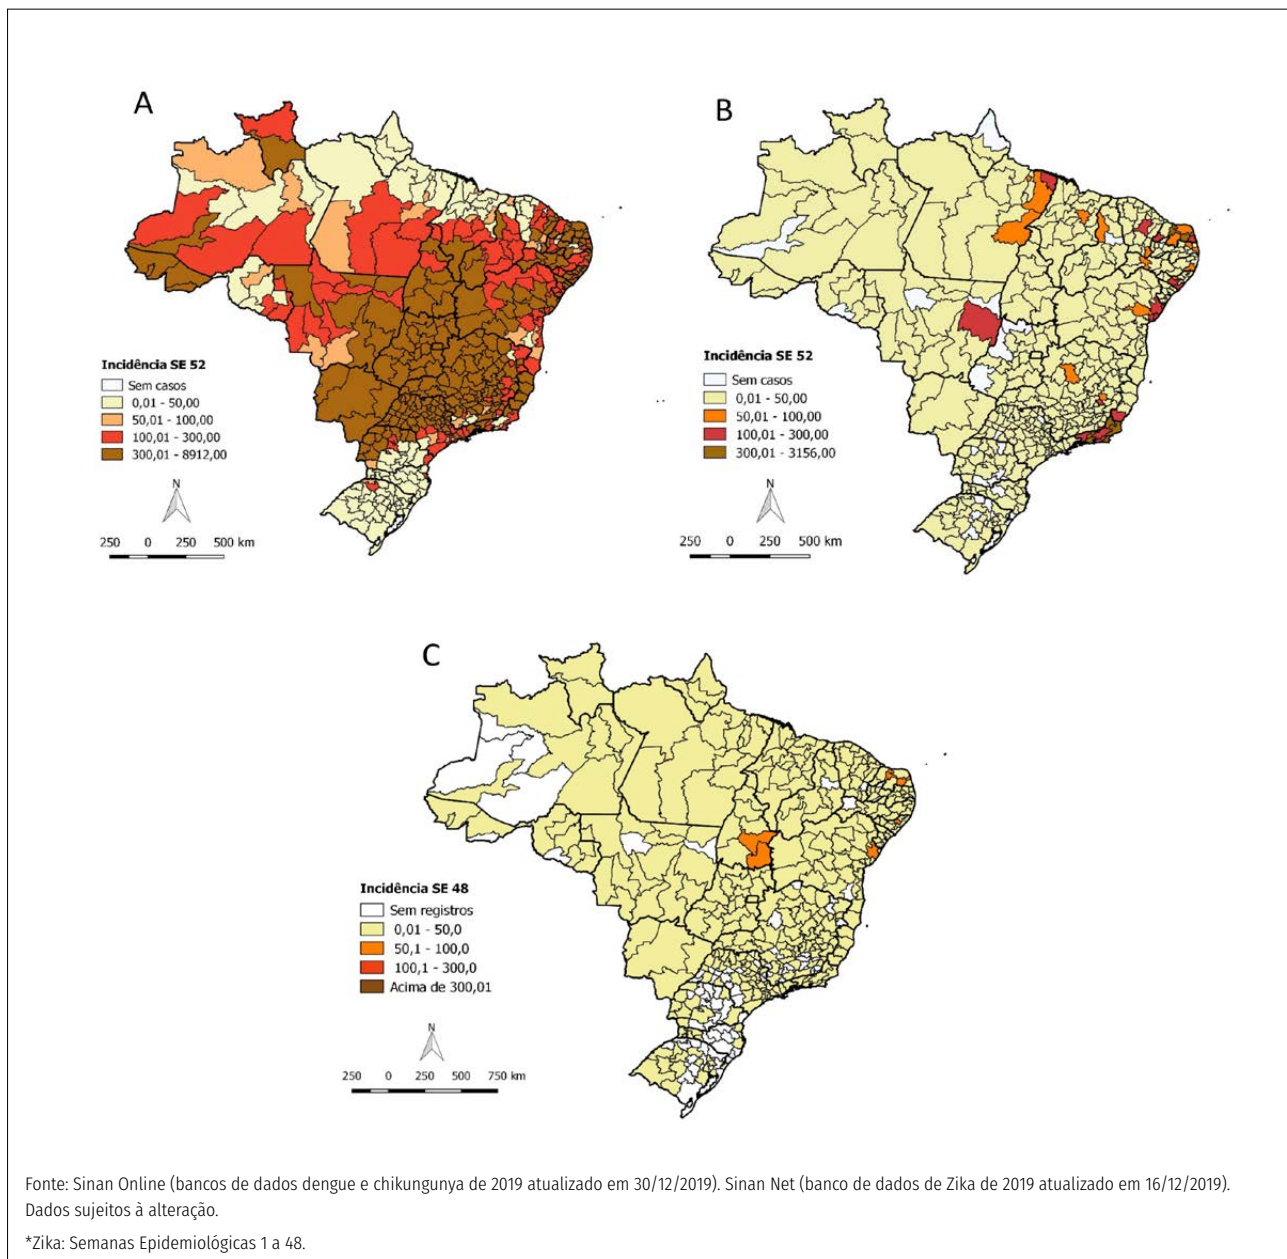 A
Incidência SE 52
Sem casos
0,01 - 50,00
50,01 - 100,00
100,01 - 300,00
300,01 - 8912,00
N
250 0 250 500 km
B
Incidência SE 52
Sem casos
0,01 - 50,00
50,01 - 100,00
100,01 - 300,00
300,01 - 3156,00
N
250 0 250 500 km
C
Incidência SE 48
Sem registros
0,01 - 50,0
50,1 - 100,0
100,1 - 300,0
Acima de 300,01
N
250 0 250 500 750 km
Fonte: Sinan Online (bancos de dados dengue e chikungunya de 2019 atualizado em 30/12/2019). Sinan Net (banco de dados de Zika de 2019 atualizado em 16/12/2019).
Dados sujeitos à alteração.
*Zika: Semanas Epidemiológicas 1 a 48.